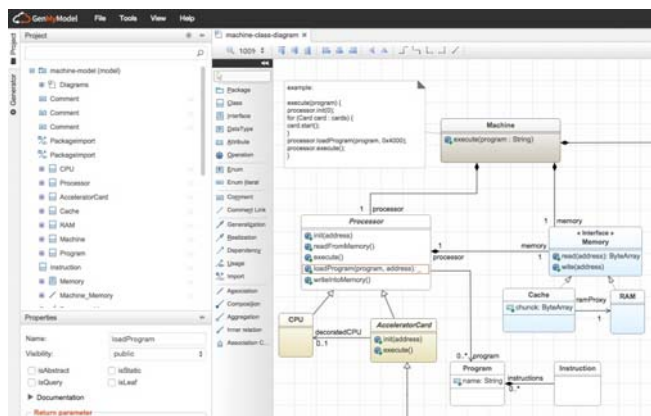 GenMyModel File Tools View Help
Project
machine-class-diagram
Project
Generator
machine-model (model)
Diagrams
Comment
Comment
Comment
PackageImport
PackageImport
CPU
Processor
AcceleratorCard
Cache
RAM
Machine
Program
Instruction
Memory
Machine_Memory
Properties
Name: loadProgram
Visibility: public
isAbstract isStatic
isQuery isLeaf
Documentation
Return parameter
100%
Package
Class
Interface
DataType
Attribute
Operation
Enum
Enum literal
Comment
Comment Link
Generalization
Realization
Dependency
Usage
Import
Association
Composition
Aggregation
Inner relation
Association C...
example:
execute(program) {
processor.init(0);
for (Card card : cards) {
card.start();
}
processor.loadProgram(program, 0x4000);
processor.execute();
}
Machine
execute(program : String)
1 processor
1 memory
Processor
init(address)
readFromMemory()
execute()
loadProgram(program, address)
writeIntoMemory()
1
processor
memory
1
« Interface »
Memory
read(address): ByteArray
write(address)
Cache
chunck: ByteArray
ramProxy
1
RAM
CPU
decoratedCPU
0..1
AcceleratorCard
init(address)
execute()
0..* program
Program
name: String
instructions
0..*
Instruction